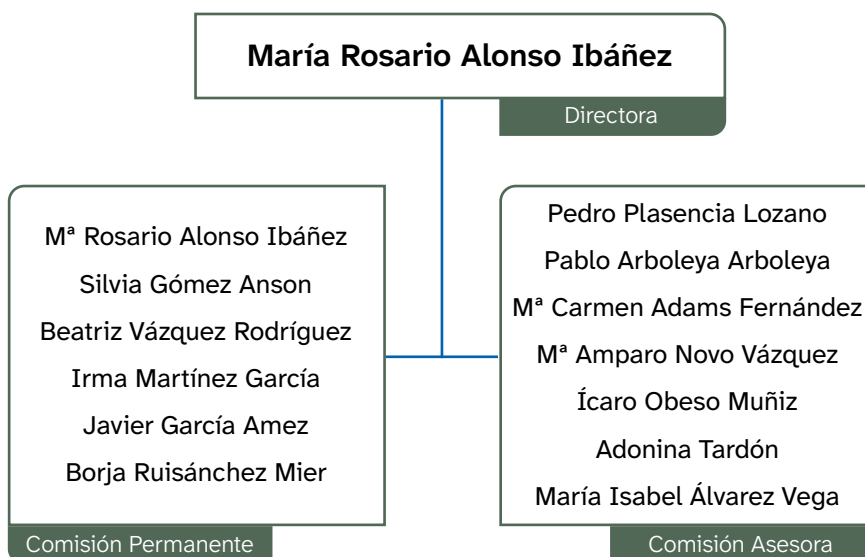 María Rosario Alonso Ibáñez
Directora
Mª Rosario Alonso Ibáñez
Silvia Gómez Anson
Beatriz Vázquez Rodríguez
Irma Martínez García
Javier García Amez
Borja Ruisánchez Mier
Comisión Permanente
Pedro Plasencia Lozano
Pablo Arboleya Arboleya
Mª Carmen Adams Fernández
Mª Amparo Novo Vázquez
Ícaro Obeso Muñiz
Adonina Tardón
María Isabel Álvarez Vega
Comisión Asesora